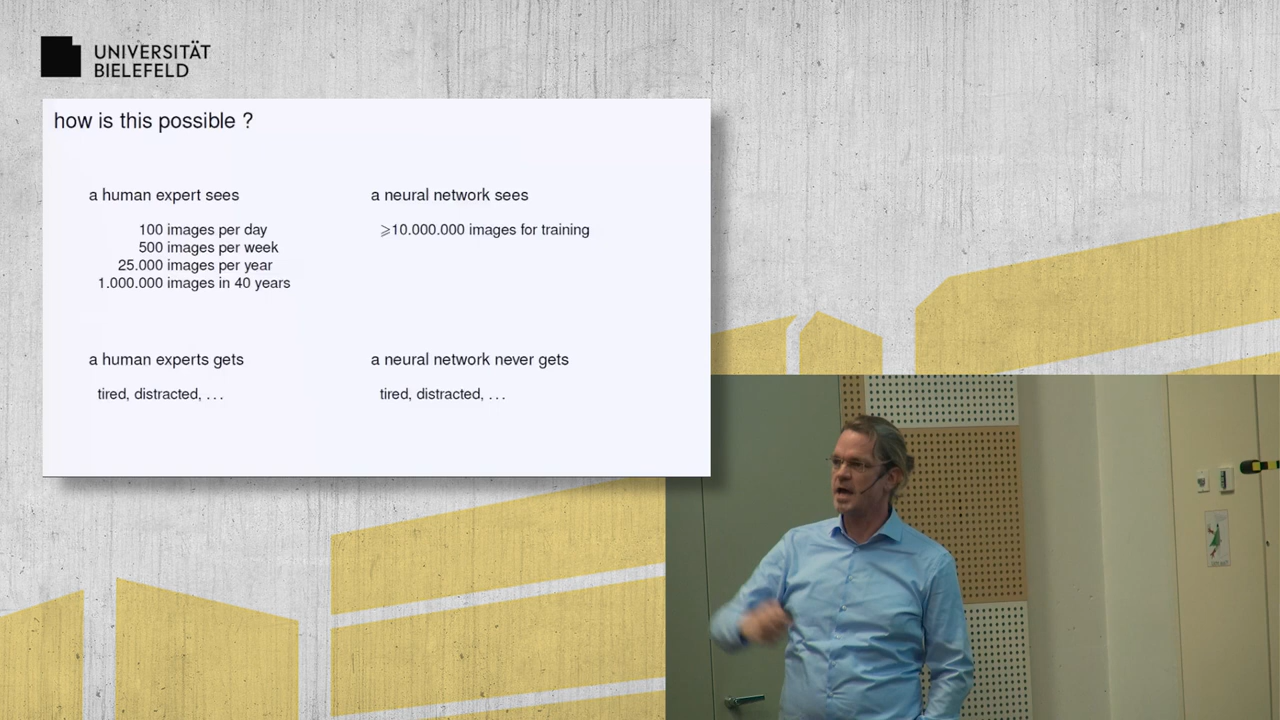 UNIVERSITÄT
BIELEFELD
how is this possible ?
a human expert sees
100 images per day
500 images per week
25.000 images per year
1.000.000 images in 40 years
a neural network sees
⩾10.000.000 images for training
a human experts gets
tired, distracted, ...
a neural network never gets
tired, distracted, ...